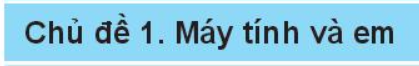 Chủ đề 1. Máy tính và em